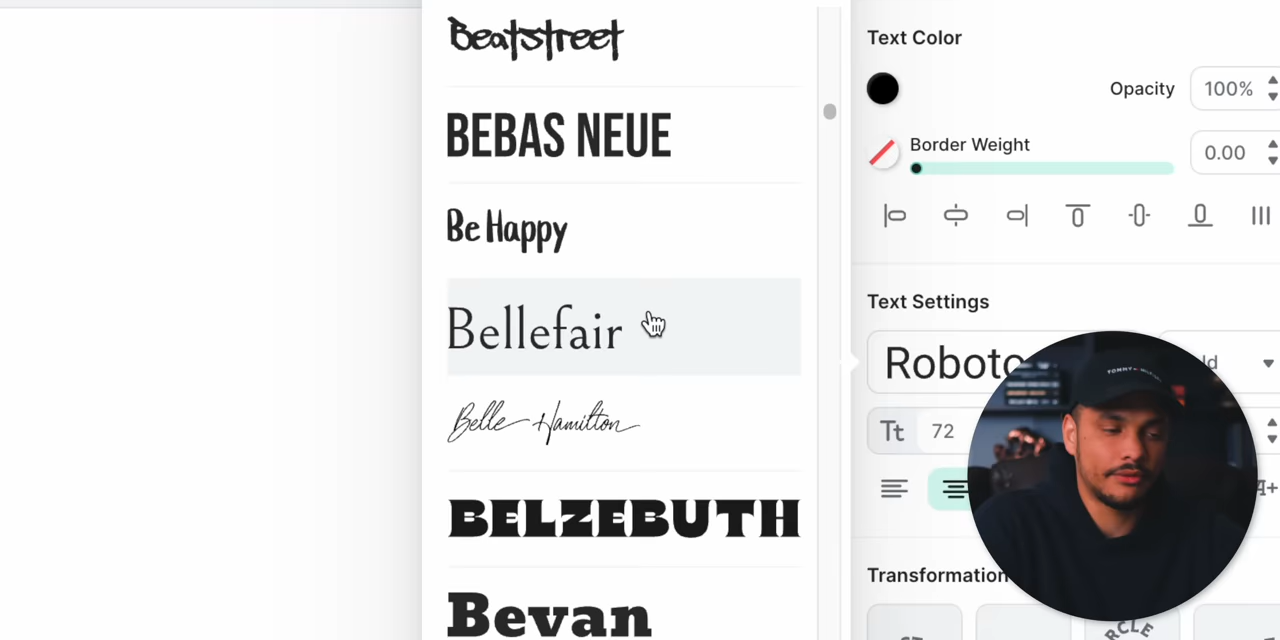 Beatstreet
BEBAS NEUE
Be Happy
Bellefair
Belle Hamilton
BELZEBUTH
Bevan
Text Color
Opacity
100%
Border Weight
0.00
Text Settings
Roboto
Tt
72
Transformation